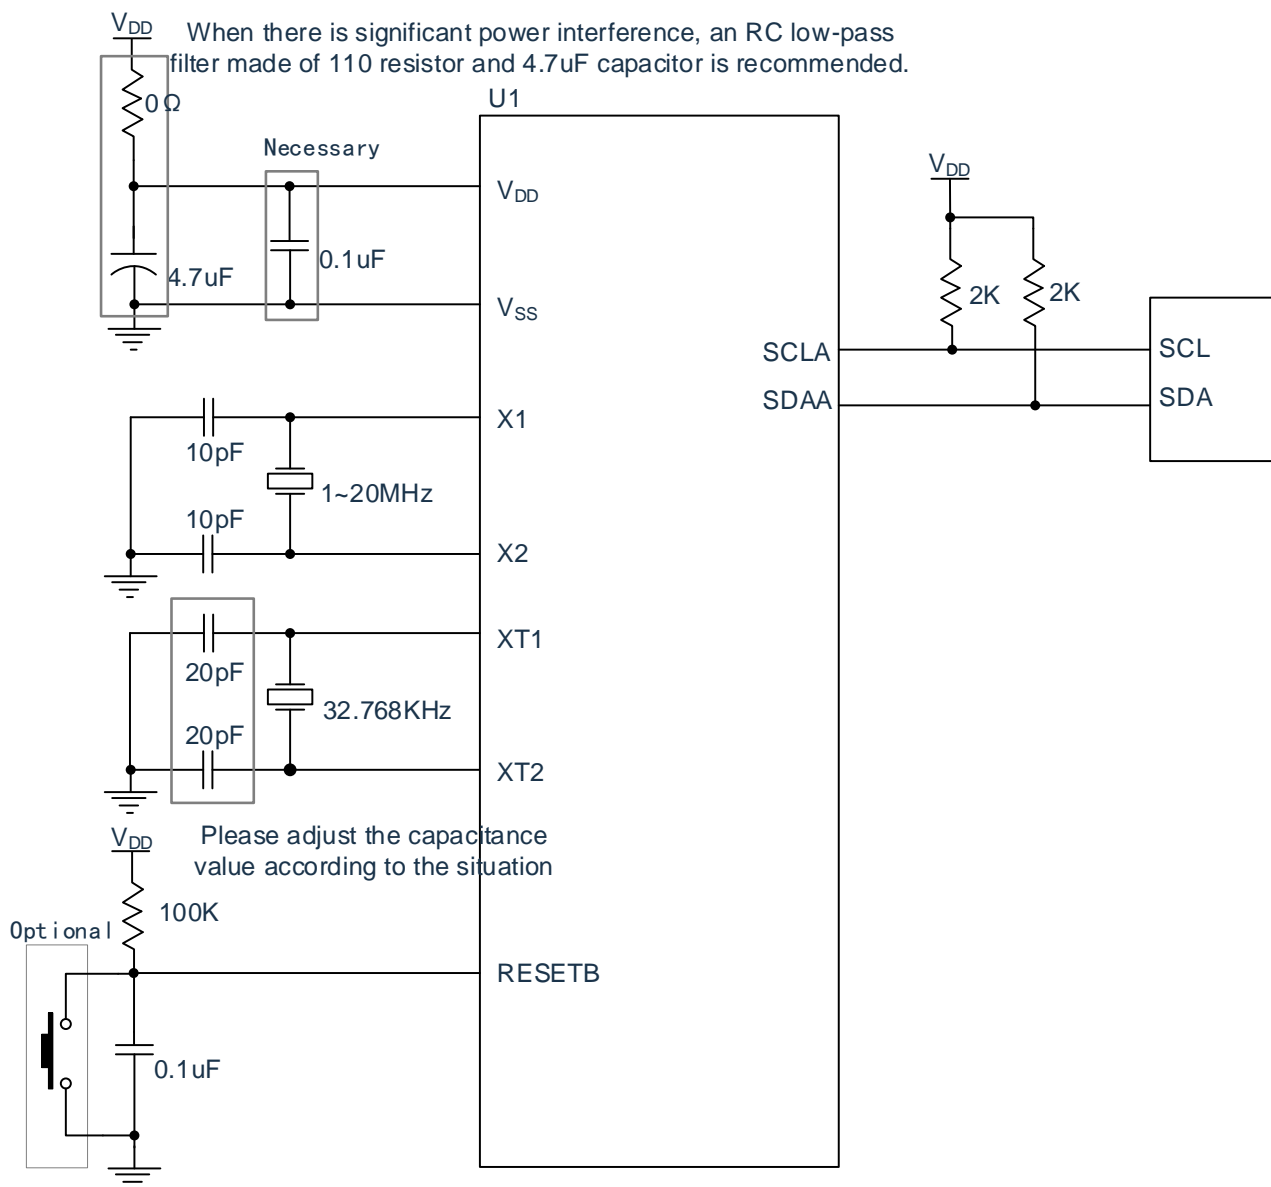 VDD
When there is significant power interference, an RC low-pass
filter made of 110 resistor and 4.7uF capacitor is recommended.
U1
0Ω
Necessary
VDD
VDD
4.7uF
0.1uF
2K
2K
VSS
SCLA
SCL
SDAA
SDA
X1
10pF
1~20MHz
10pF
X2
XT1
20pF
32.768KHz
20pF
XT2
VDD
Please adjust the capacitance
value according to the situation
100K
Optional
RESETB
0.1uF